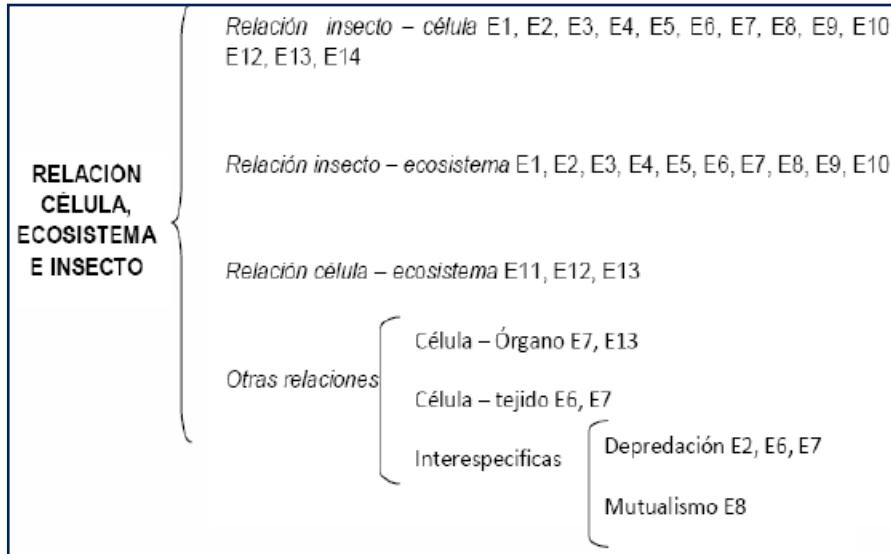 Relación insecto – célula E1, E2, E3, E4, E5, E6, E7, E8, E9, E10
E12, E13, E14
Relación insecto – ecosistema E1, E2, E3, E4, E5, E6, E7, E8, E9, E10
RELACIÓN
CÉLULA,
ECOSISTEMA
E INSECTO
Relación célula – ecosistema E11, E12, E13
Otras relaciones
Célula – Órgano E7, E13
Célula – tejido E6, E7
Interespecificas
Depredación E2, E6, E7
Mutualismo E8